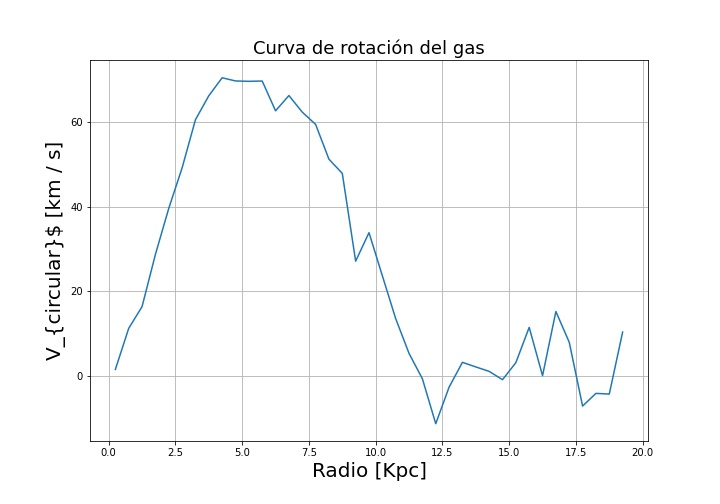 Curva de rotación del gas
V_{circular}$ [km / s]
60
40
20
0
0.0 2.5 5.0 7.5 10.0 12.5 15.0 17.5 20.0
Radio [Kpc]